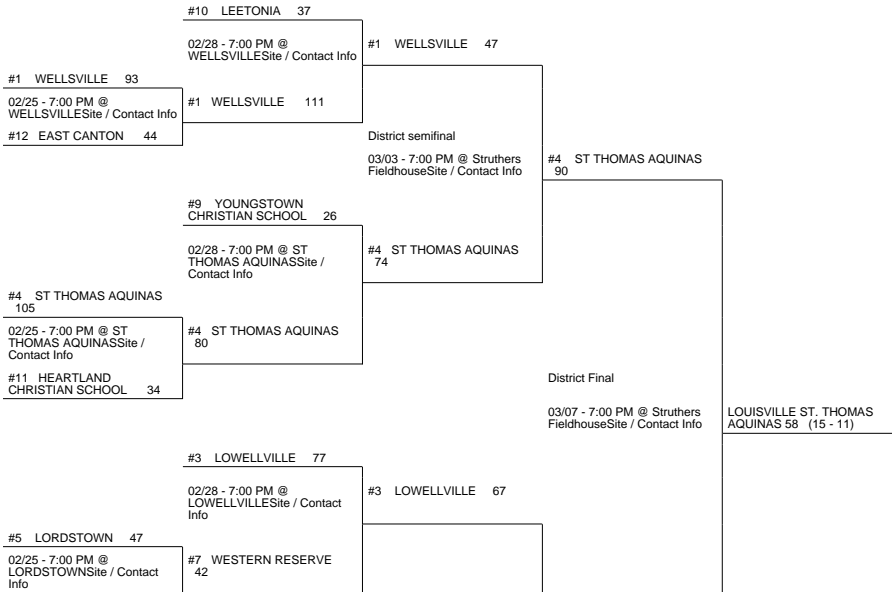 #10 LEETONIA 37
02/28 - 7:00 PM @
WELLSVILLESite / Contact Info
#1 WELLSVILLE 47
#1 WELLSVILLE 93
02/25 - 7:00 PM @
WELLSVILLESite / Contact Info
#1 WELLSVILLE 111
#12 EAST CANTON 44
District semifinal
03/03 - 7:00 PM @ Struthers
FieldhouseSite / Contact Info
#4 ST THOMAS AQUINAS
90
#9 YOUNGSTOWN
CHRISTIAN SCHOOL 26
02/28 - 7:00 PM @ ST
THOMAS AQUINASSite /
Contact Info
#4 ST THOMAS AQUINAS
74
#4 ST THOMAS AQUINAS
105
02/25 - 7:00 PM @ ST
THOMAS AQUINASSite /
Contact Info
#4 ST THOMAS AQUINAS
80
#11 HEARTLAND
CHRISTIAN SCHOOL 34
District Final
03/07 - 7:00 PM @ Struthers
FieldhouseSite / Contact Info
LOUISVILLE ST. THOMAS
AQUINAS 58 (15 - 11)
#3 LOWELLVILLE 77
02/28 - 7:00 PM @
LOWELLVILLESite / Contact
Info
#3 LOWELLVILLE 67
#5 LORDSTOWN 47
02/25 - 7:00 PM @
LORDSTOWNSite / Contact
Info
#7 WESTERN RESERVE
42